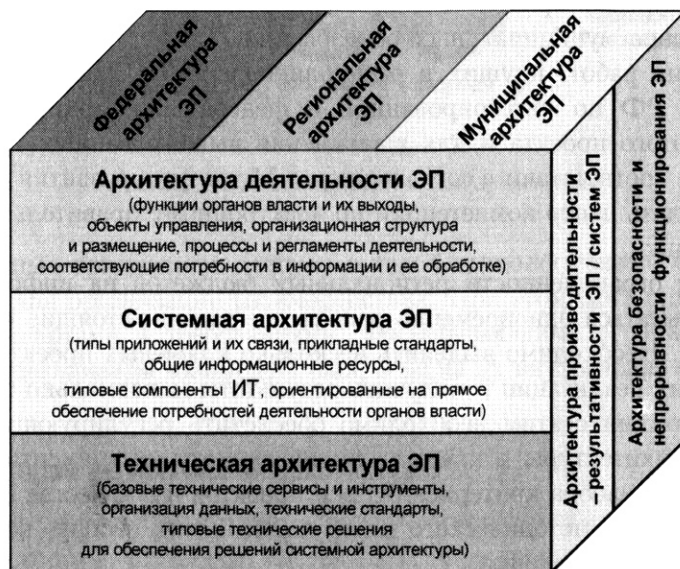 Федеральная
архитектура
ЭП
Региональная
архитектура
ЭП
Муниципальная
архитектура
ЭП
Архитектура деятельности ЭП
(функции органов власти и их выходы,
объекты управления, организационная структура
и размещение, процессы и регламенты деятельности,
соответствующие потребности в информации и ее обработке)
Системная архитектура ЭП
(типы приложений и их связи, прикладные стандарты,
общие информационные ресурсы,
типовые компоненты ИТ, ориентированные на прямое
обеспечение потребностей деятельности органов власти)
Техническая архитектура ЭП
(базовые технические сервисы и инструменты,
организация данных, технические стандарты,
типовые технические решения
для обеспечения решений системной архитектуры)
Архитектура производительности
–результативности ЭП /систем ЭП
Архитектура безопасности и
непрерывности функционирования ЭП